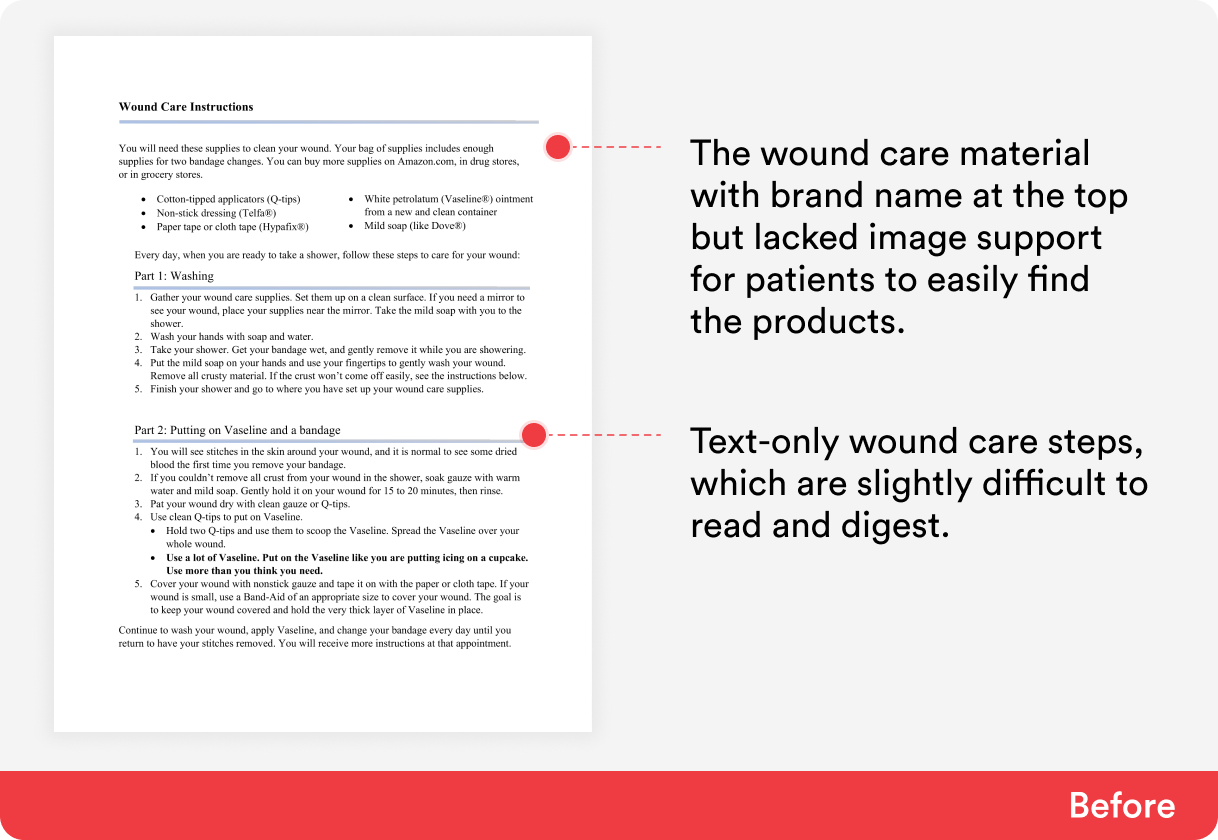 Wound Care Instructions
You will need these supplies to clean your wound. Your bag of supplies includes enough
supplies for two bandage changes. You can buy more supplies on Amazon.com, in drug stores,
or in grocery stores.
• Cotton-tipped applicators (Q-tips)
• Non-stick dressing (Telfa®)
• Paper tape or cloth tape (Hypafix®)
• White petrolatum (Vaseline®) ointment
from a new and clean container
• Mild soap (like Dove®)
Every day, when you are ready to take a shower, follow these steps to care for your wound:
Part 1: Washing
1. Gather your wound care supplies. Set them up on a clean surface. If you need a mirror to
see your wound, place your supplies near the mirror. Take the mild soap with you to the
shower.
2. Wash your hands with soap and water.
3. Take your shower. Get your bandage wet, and gently remove it while you are showering.
4. Put the mild soap on your hands and use your fingertips to gently wash your wound.
Remove all crusty material. If the crust won’t come off easily, see the instructions below.
5. Finish your shower and go to where you have set up your wound care supplies.
Part 2: Putting on Vaseline and a bandage
1. You will see stitches in the skin around your wound, and it is normal to see some dried
blood the first time you remove your bandage.
2. If you couldn’t remove all crust from your wound in the shower, soak gauze with warm
water and mild soap. Gently hold it on your wound for 15 to 20 minutes, then rinse.
3. Pat your wound dry with clean gauze or Q-tips.
4. Use clean Q-tips to put on Vaseline.
• Hold two Q-tips and use them to scoop the Vaseline. Spread the Vaseline over your
whole wound.
• Use a lot of Vaseline. Put on the Vaseline like you are putting icing on a cupcake.
Use more than you think you need.
5. Cover your wound with nonstick gauze and tape it on with the paper or cloth tape. If your
wound is small, use a Band-Aid of an appropriate size to cover your wound. The goal is
to keep your wound covered and hold the very thick layer of Vaseline in place.
Continue to wash your wound, apply Vaseline, and change your bandage every day until you
return to have your stitches removed. You will receive more instructions at that appointment.
The wound care material
with brand name at the top
but lacked image support
for patients to easily find
the products.
Text-only wound care steps,
which are slightly difficult to
read and digest.
Before